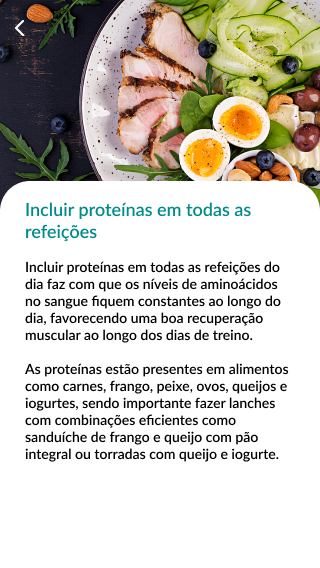 Incluir proteínas em todas as
refeições
Incluir proteínas em todas as refeições do
dia faz com que os níveis de aminoácidos
no sangue fiquem constantes ao longo do
dia, favorecendo uma boa recuperação
muscular ao longo dos dias de treino.
As proteínas estão presentes em alimentos
como carnes, frango, peixe, ovos, queijos e
iogurtes, sendo importante fazer lanches
com combinações eficientes como
sanduíche de frango e queijo com pão
integral ou torradas com queijo e iogurte.